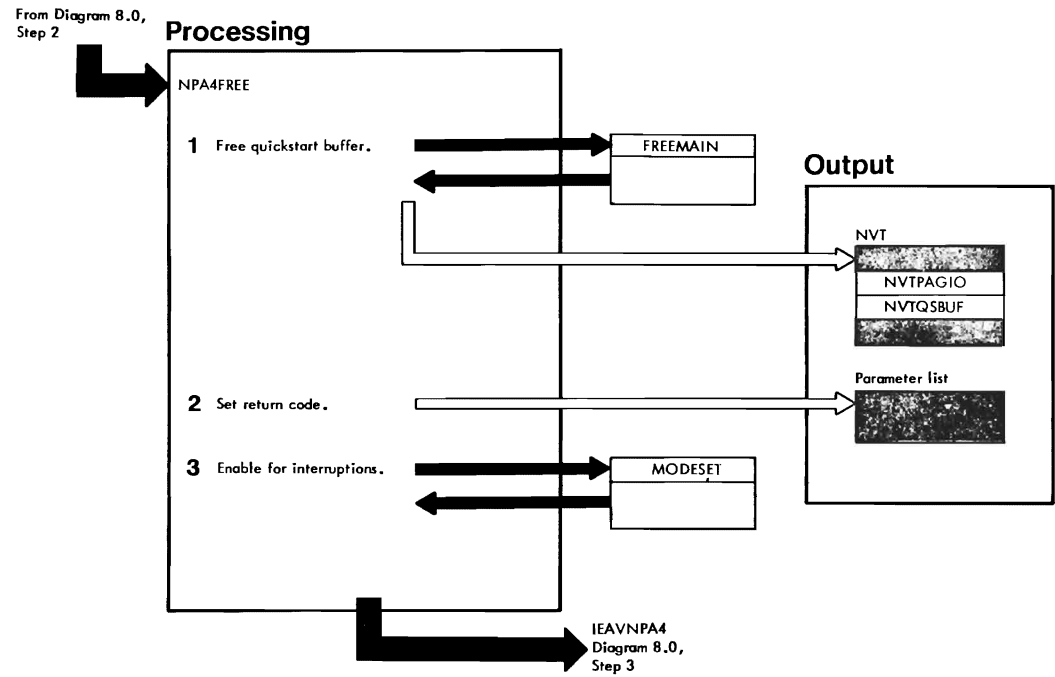 From Diagram 8.0,
Step 2
Processing
NPA4FREE
1 Free quickstart buffer.
FREEMAIN
Output
NVT
NVTPAGIO
NVTQSBUF
Parameter list
2 Set return code.
3 Enable for interruptions.
MODESET
IEAVNPA4
Diagram 8.0,
Step 3